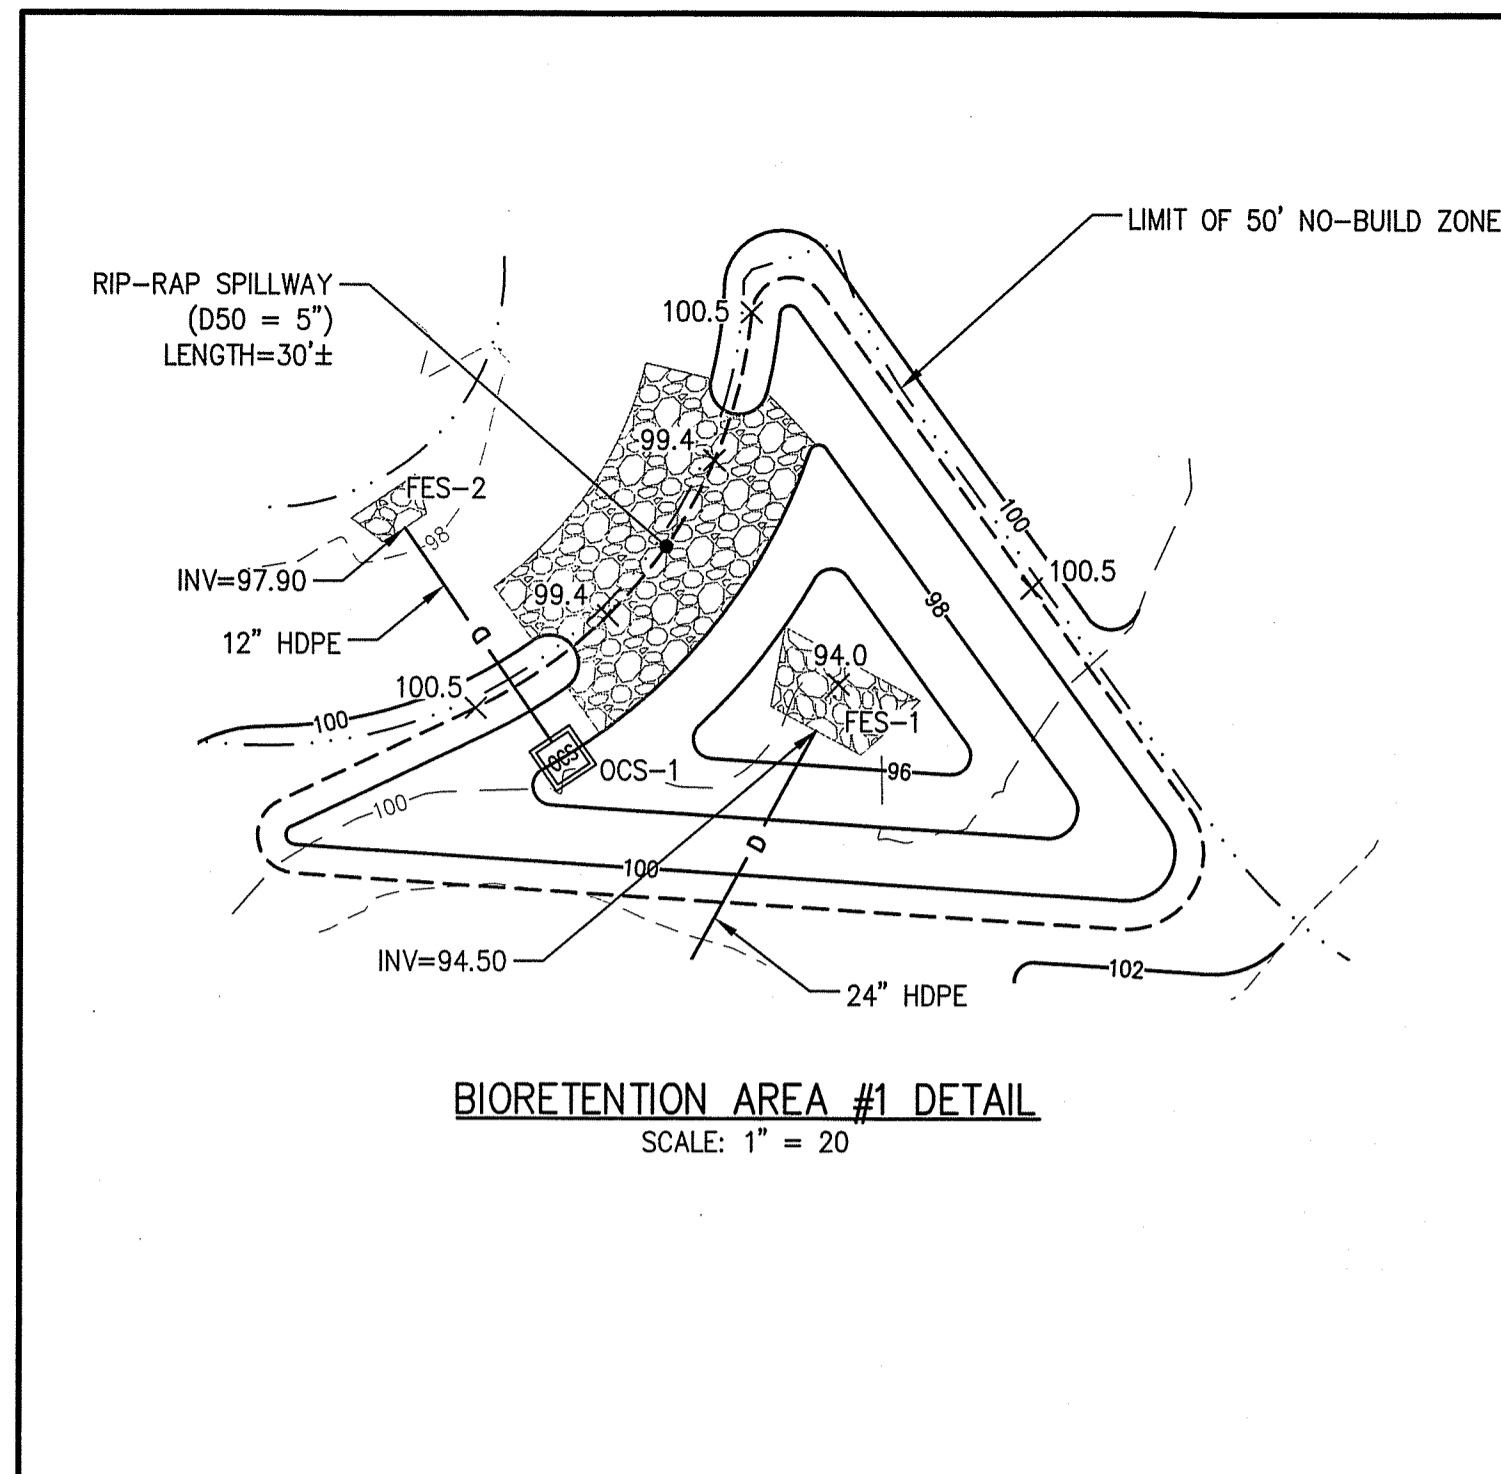 LIMIT OF 50' NO-BUILD ZONE
RIP-RAP SPILLWAY
(D50 = 5")
LENGTH=30'±
100.5
99.4
FES-2
98
100
100.5
INV=97.90
99.4
98
12" HDPE
D
94.0
100.5
FES-1
100
OCS
OCS-1
96
100
D
100
INV=94.50
102
24" HDPE
BIORETENTION AREA #1 DETAIL
SCALE: 1" = 20